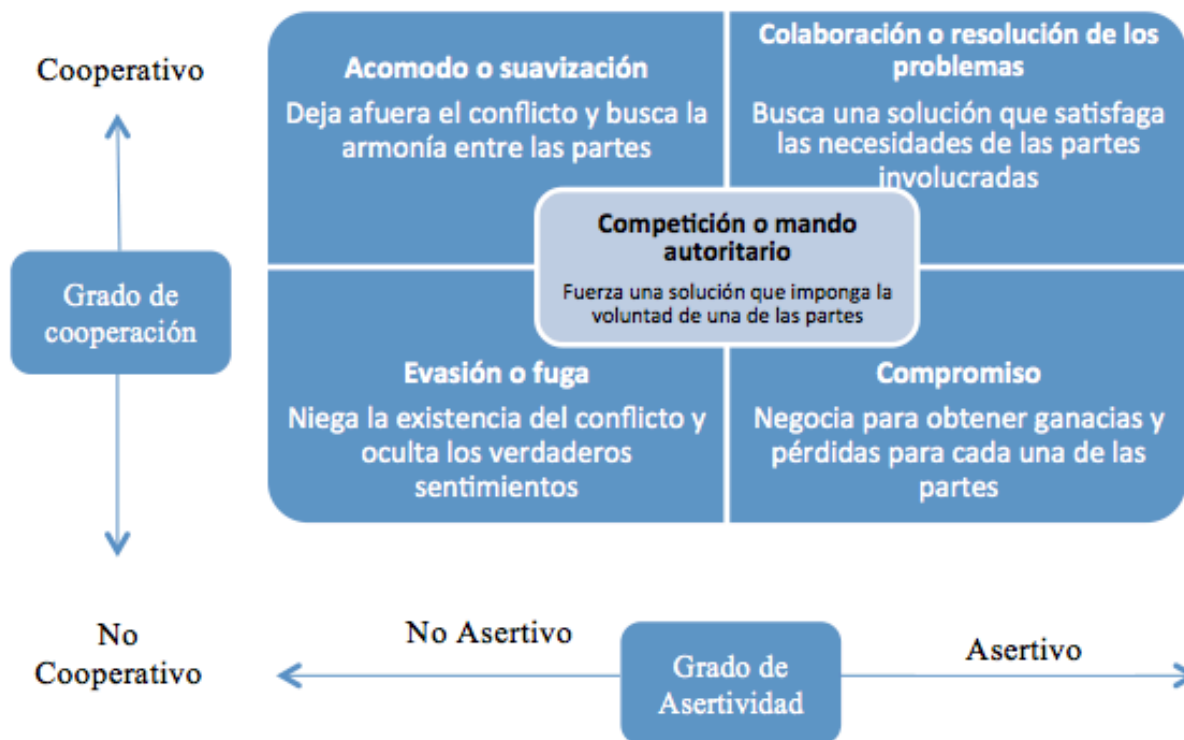 Cooperativo
Acomodo o suavización
Deja afuera el conflicto y busca la
armonía entre las partes
Colaboración o resolución de los
problemas
Busca una solución que satisfaga
las necesidades de las partes
involucradas
Competición o mando
autoritario
Fuerza una solución que imponga la
voluntad de una de las partes
Grado de
cooperación
Evasión o fuga
Niega la existencia del conflicto y
oculta los verdaderos
sentimientos
Compromiso
Negocia para obtener ganacias y
pérdidas para cada una de las
partes
No
Cooperativo
No Asertivo
Grado de
Asertividad
Asertivo